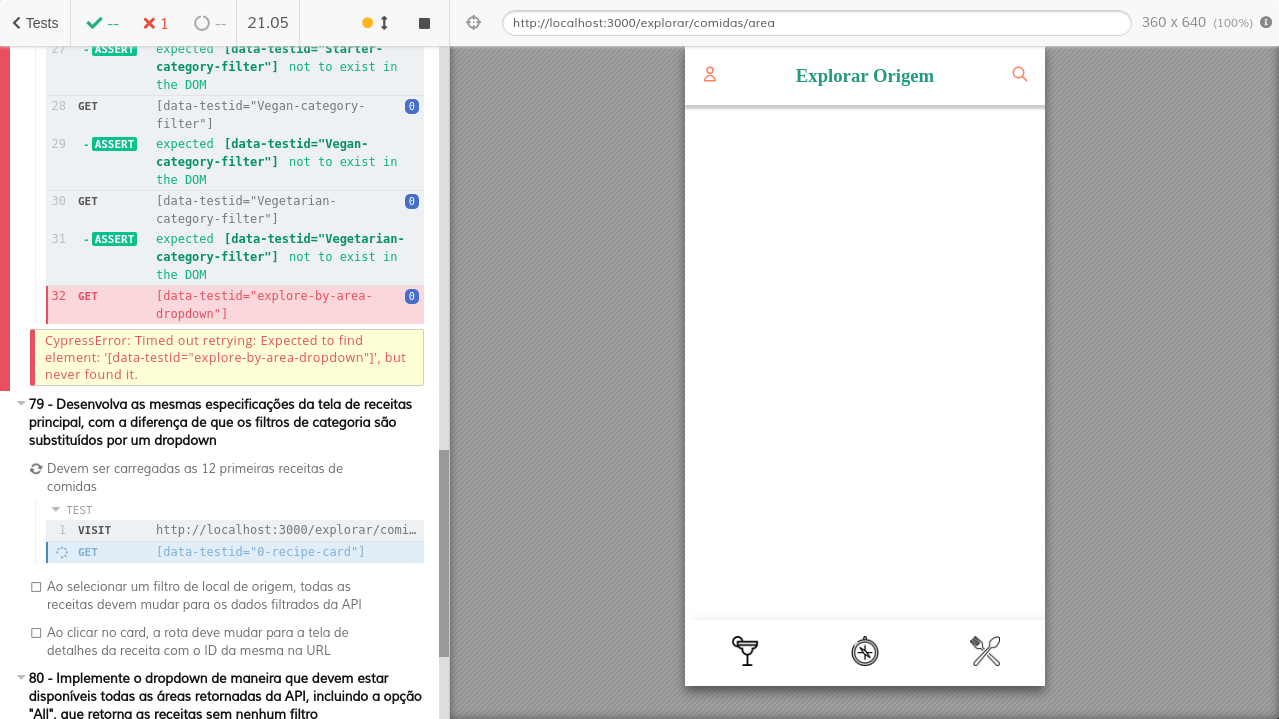 Tests
--
1
--
21.05
http://localhost:3000/explorar/comidas/area
360 x 640 (100%)
27 - ASSERT expected [data-testid="Starter-
category-filter"] not to exist in
the DOM
28 GET [data-testid="Vegan-category-
filter"] 0
29 - ASSERT expected [data-testid="Vegan-
category-filter"] not to exist in
the DOM
30 GET [data-testid="Vegetarian-
category-filter"] 0
31 - ASSERT expected [data-testid="Vegetarian-
category-filter"] not to exist in
the DOM
32 GET [data-testid="explore-by-area-
dropdown"] 0
CypressError: Timed out retrying: Expected to find
element: '[data-testid="explore-by-area-dropdown"]', but
never found it.
79 - Desenvolva as mesmas especificações da tela de receitas
principal, com a diferença de que os filtros de categoria são
substituídos por um dropdown
Devem ser carregadas as 12 primeiras receitas de
comidas
TEST
1 VISIT http://localhost:3000/explorar/comi…
GET [data-testid="0-recipe-card"]
Ao selecionar um filtro de local de origem, todas as
receitas devem mudar para os dados filtrados da API
Ao clicar no card, a rota deve mudar para a tela de
detalhes da receita com o ID da mesma na URL
80 - Implemente o dropdown de maneira que devem estar
disponíveis todas as áreas retornadas da API, incluindo a opção
"All", que retorna as receitas sem nenhum filtro
Explorar Origem